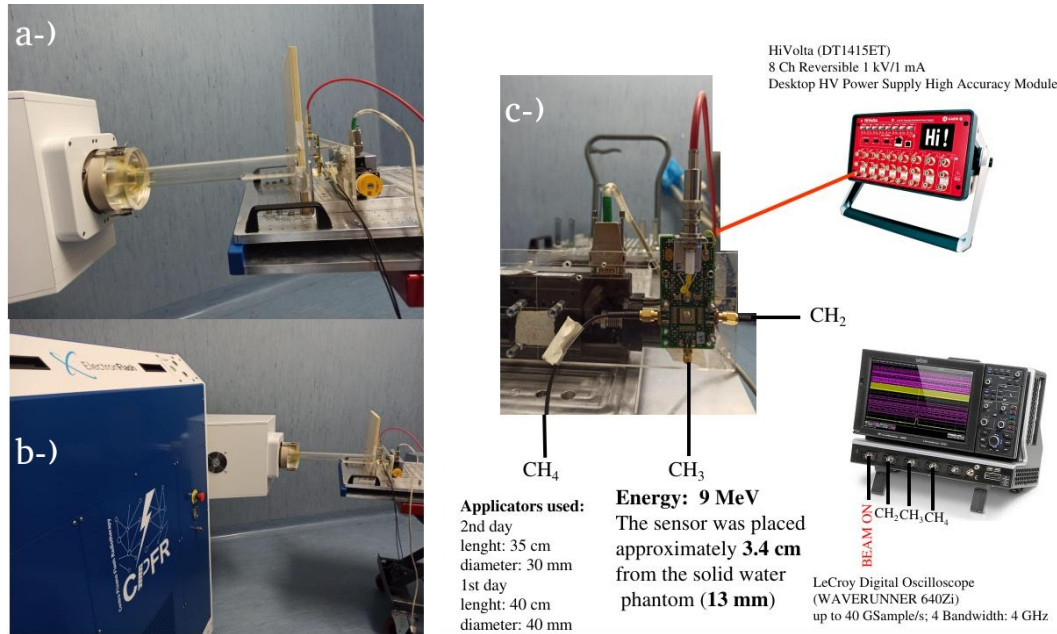 a-)
b-)
ElectronFlash
CPFR
c-)
CH2
CH4
CH3
Applicators used:
2nd day
lenght: 35 cm
diameter: 30 mm
1st day
lenght: 40 cm
diameter: 40 mm
Energy: 9 MeV
The sensor was placed
approximately 3.4 cm
from the solid water
phantom (13 mm)
HiVolta (DT1415ET)
8 Ch Reversible 1 kV/1 mA
Desktop HV Power Supply High Accuracy Module
Hi!
BEAM ON
CH2
CH3
CH4
LeCroy Digital Oscilloscope
(WAVERUNNER 640Zi)
up to 40 GSample/s; 4 Bandwidth: 4 GHz